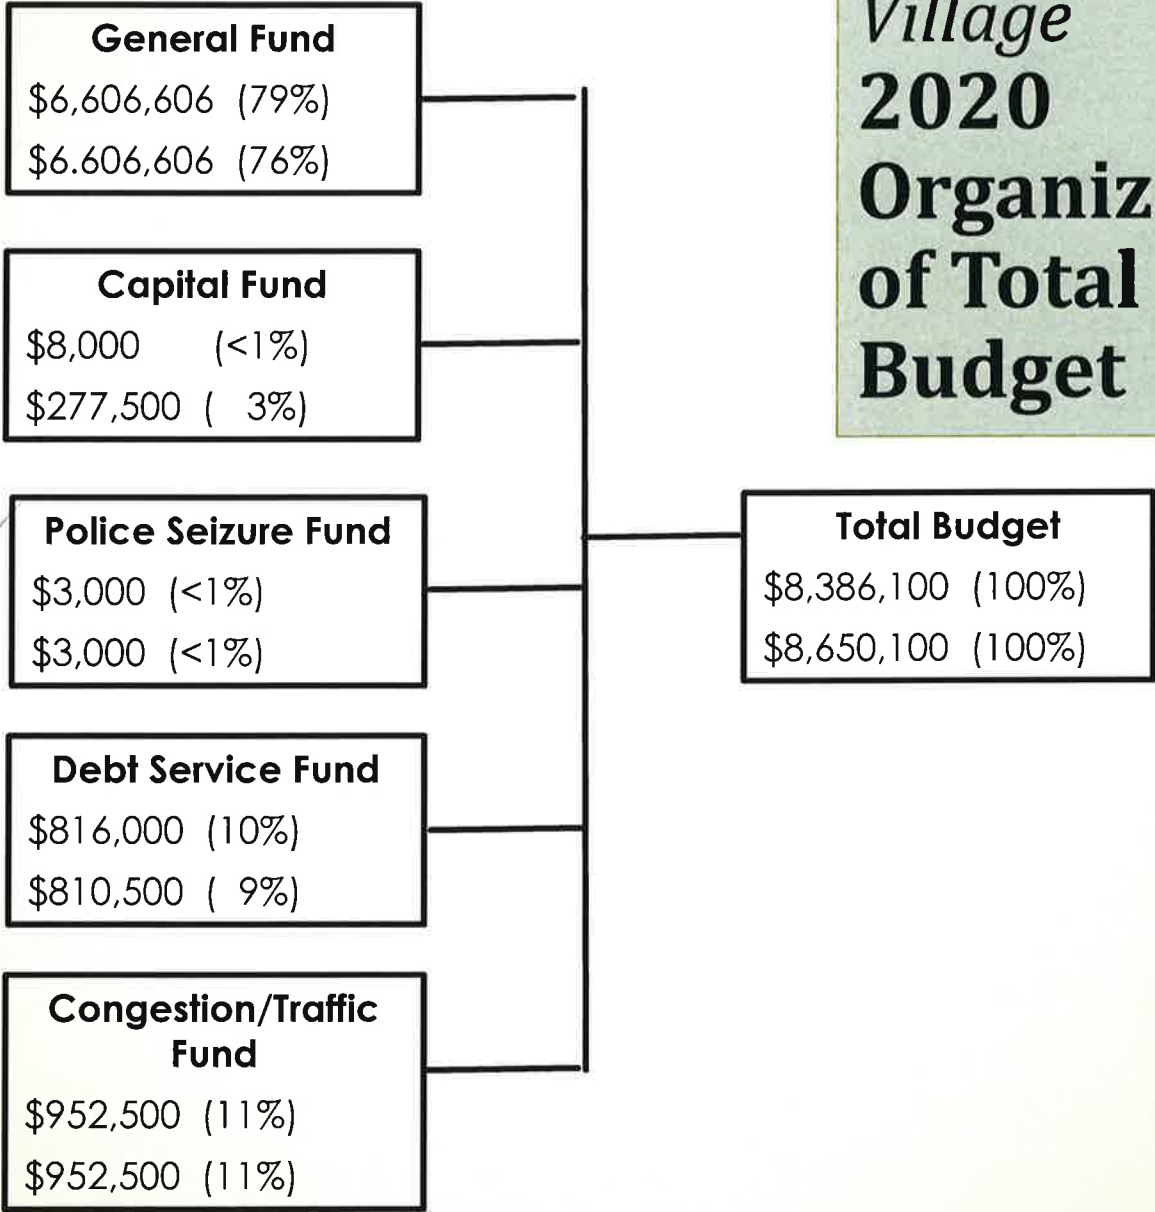 General Fund
$6,606,606 (79%)
$6.606,606 (76%)
Capital Fund
$8,000 (<1%)
$277,500 ( 3%)
Police Seizure Fund
$3,000 (<1%)
$3,000 (<1%)
Debt Service Fund
$816,000 (10%)
$810,500 ( 9%)
Congestion/Traffic
Fund
$952,500 (11%)
$952,500 (11%)
Village
2020
Organiz
of Total
Budget
Total Budget
$8,386,100 (100%)
$8,650,100 (100%)